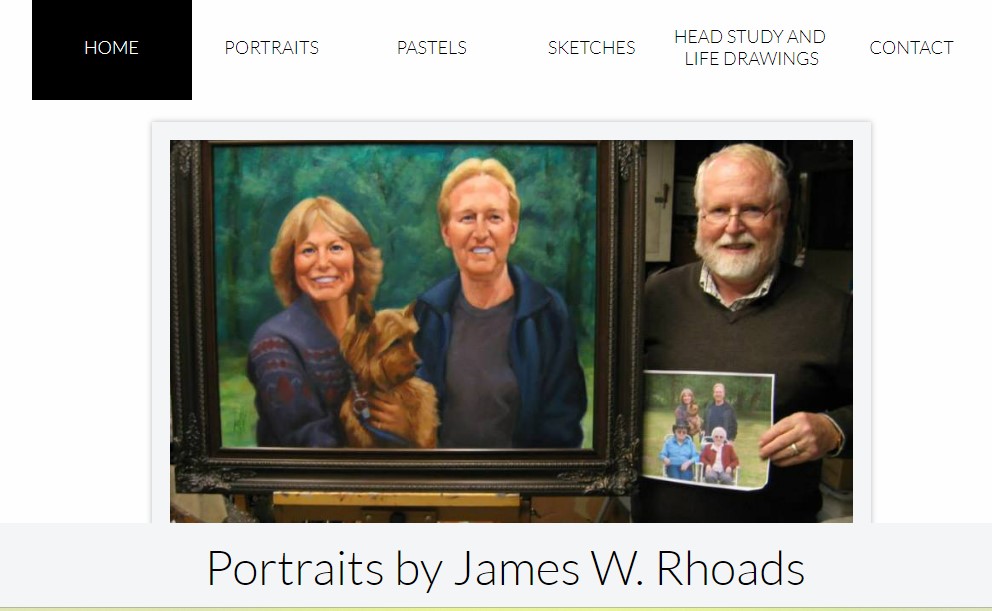 HOME
PORTRAITS
PASTELS
SKETCHES
HEAD STUDY AND
LIFE DRAWINGS
CONTACT
Portraits by James W. Rhoads